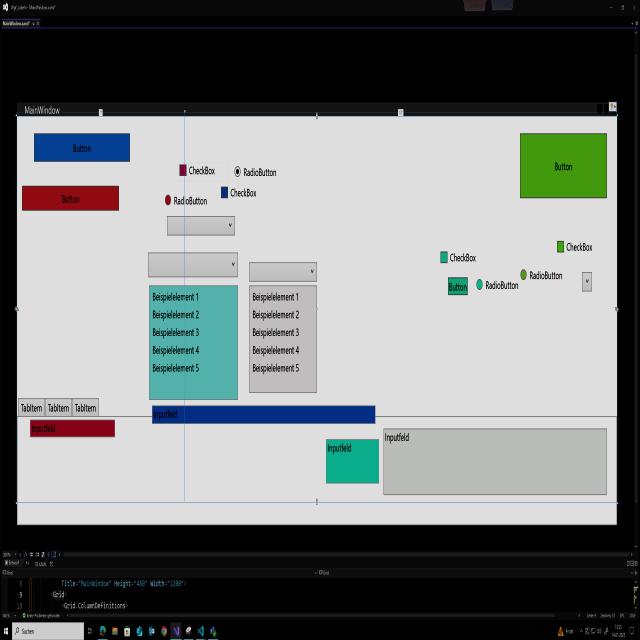 MainWindow.xaml*
MainWindow
Button
Button
Button
CheckBox
RadioButton
RadioButton
CheckBox
CheckBox
CheckBox
RadioButton
Button
RadioButton
Beispielelement 1
Beispielelement 2
Beispielelement 3
Beispielelement 4
Beispielelement 5
Beispielelement 1
Beispielelement 2
Beispielelement 3
Beispielelement 4
Beispielelement 5
TabItem TabItem TabItem
Inputfeld
Inputfeld
Inputfeld
Inputfeld
Title="MainWindow" Height="450" Width="1200">
9 <Grid>
<Grid.ColumnDefinitions>
Suchen